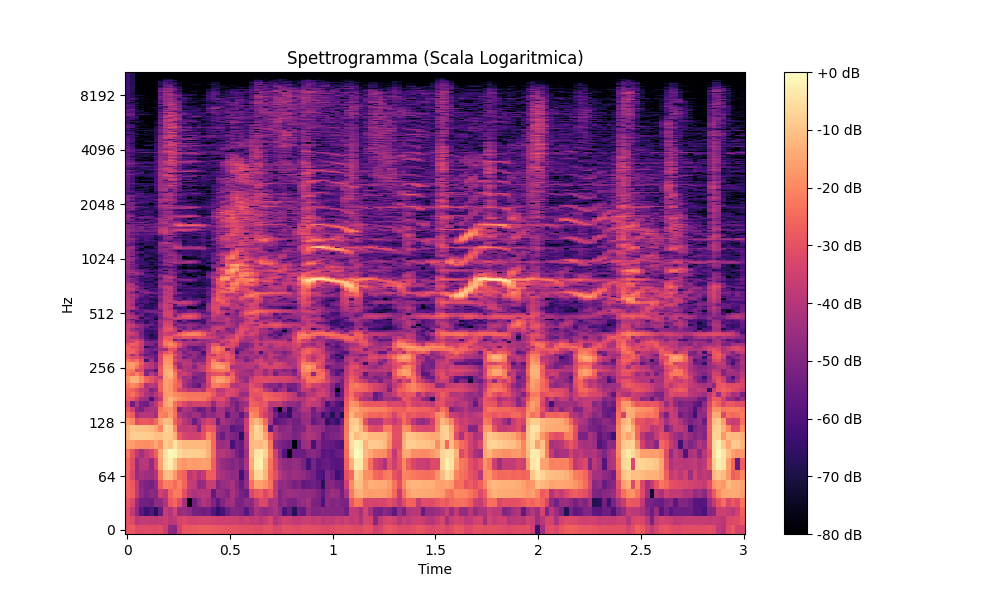 Spettrogramma (Scala Logaritmica)
Hz
8192
4096
2048
1024
512
256
128
64
0
0 0.5 1 1.5 2 2.5 3
Time
+0 dB
-10 dB
-20 dB
-30 dB
-40 dB
-50 dB
-60 dB
-70 dB
-80 dB